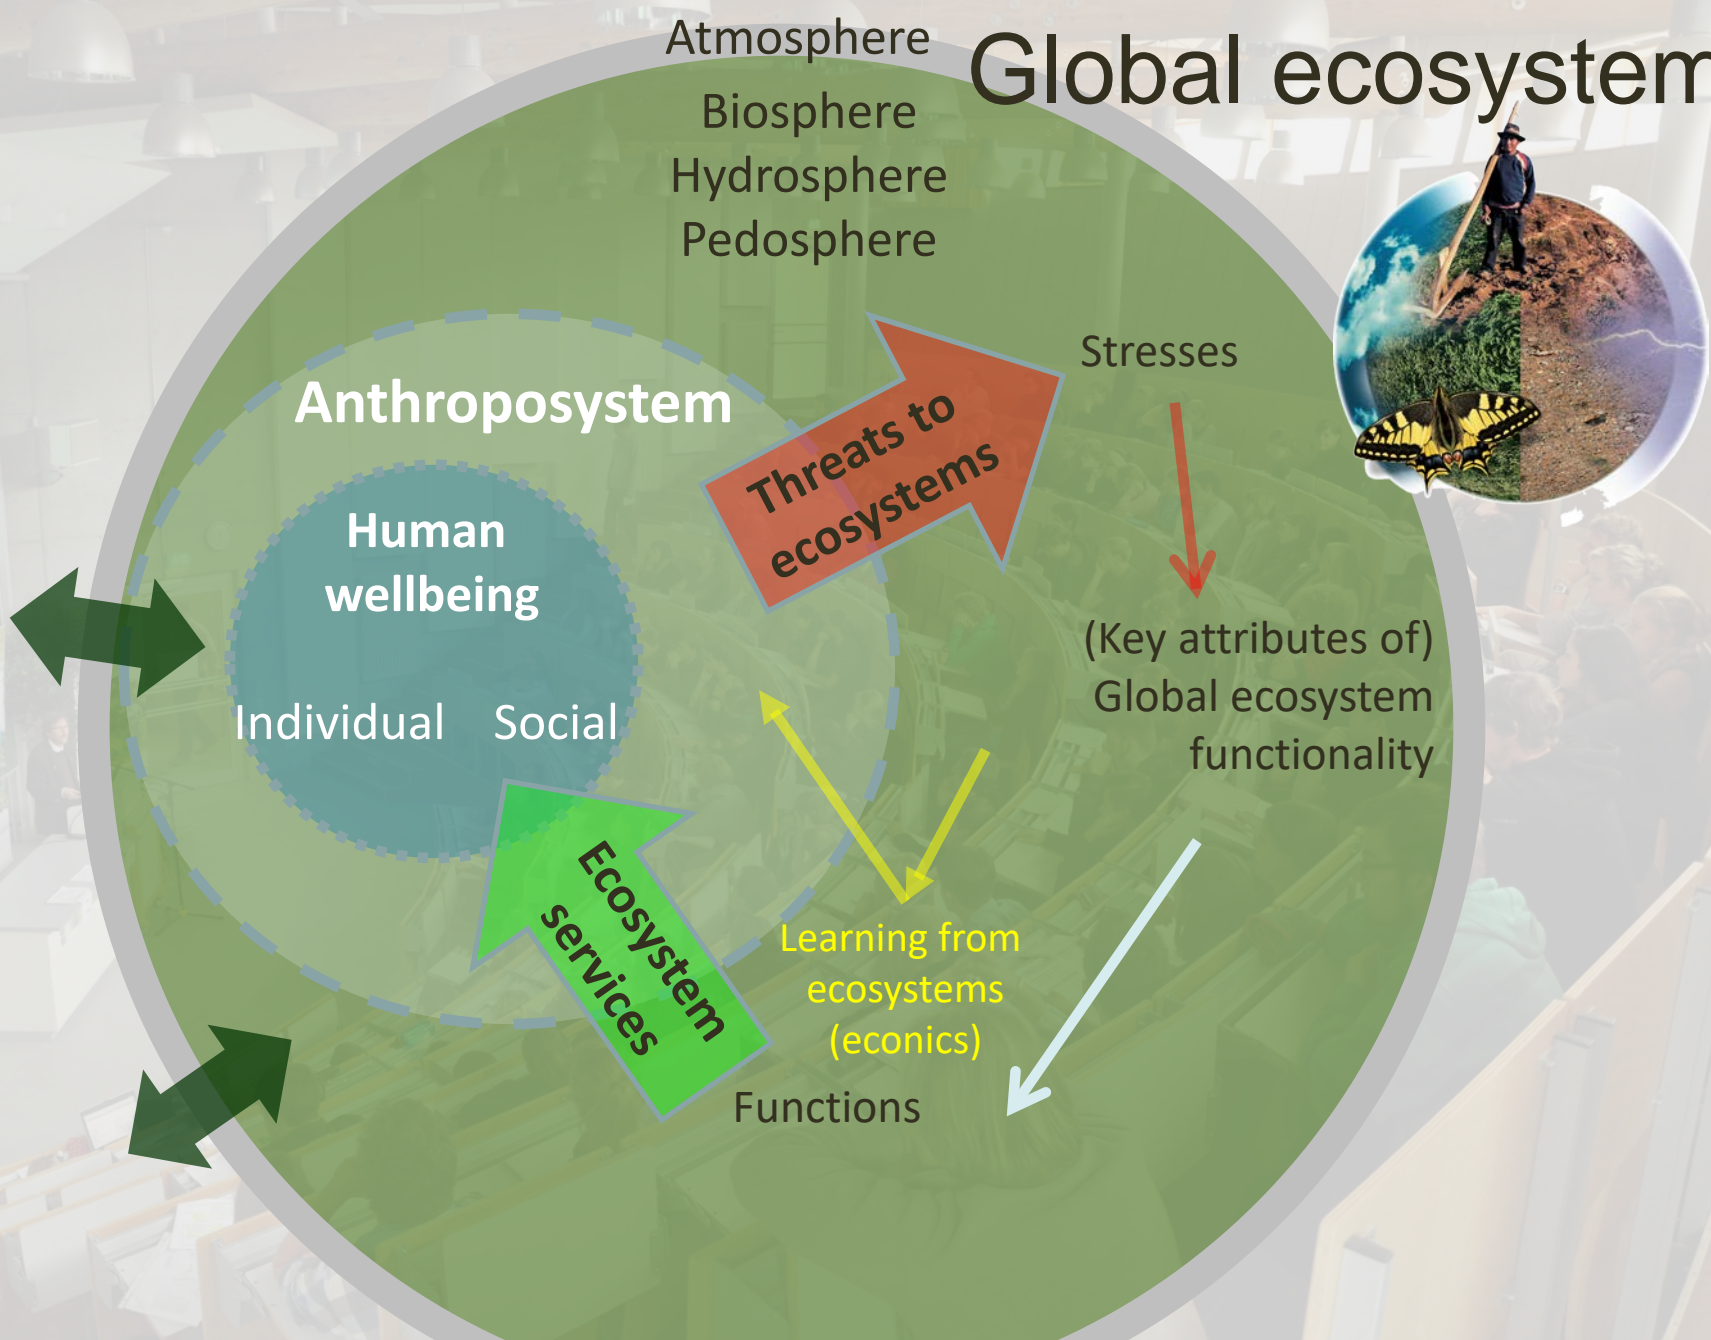 Atmosphere
Global ecosystem
Biosphere
Hydrosphere
Pedosphere
Stresses
Anthroposystem
Threats to
ecosystems
Human
wellbeing
Individual Social
(Key attributes of)
Global ecosystem
functionality
Ecosystem
services
Learning from
ecosystems
(econics)
Functions